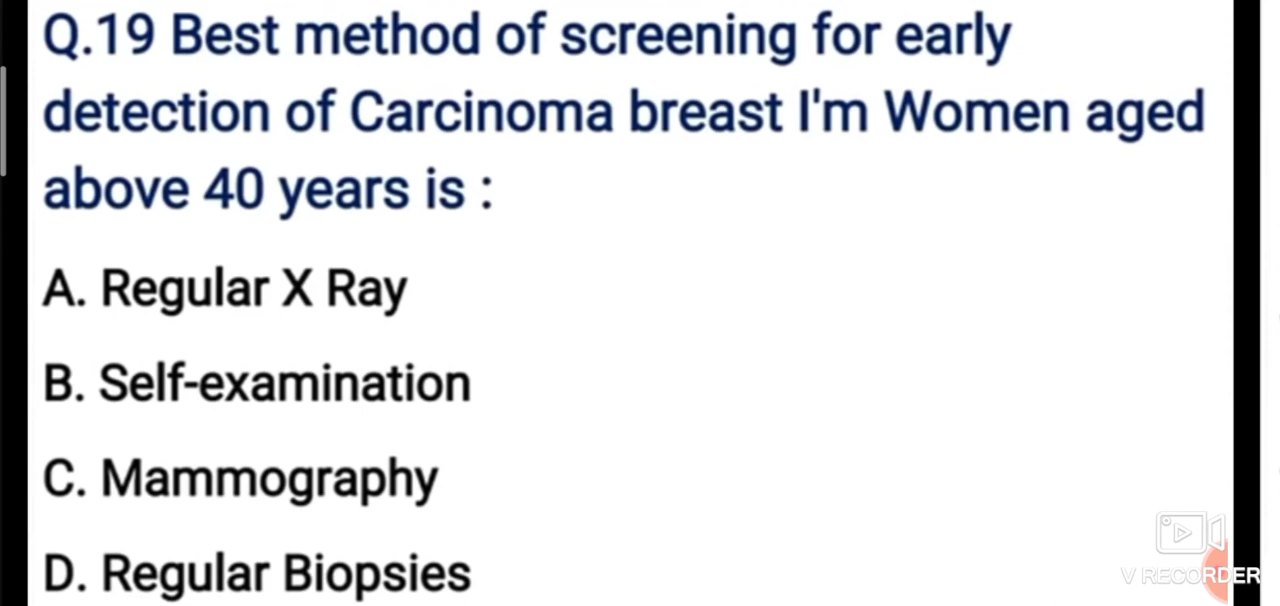 Q.19 Best method of screening for early
detection of Carcinoma breast I'm Women aged
above 40 years is :
A. Regular X Ray
B. Self-examination
C. Mammography
D. Regular Biopsies
V RECORDER